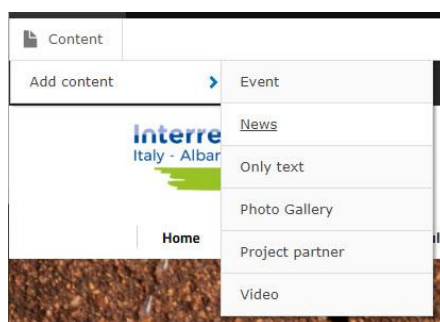 Content
Add content
Event
News
Only text
Photo Gallery
Project partner
Video
Interre
Italy - Albar
Home